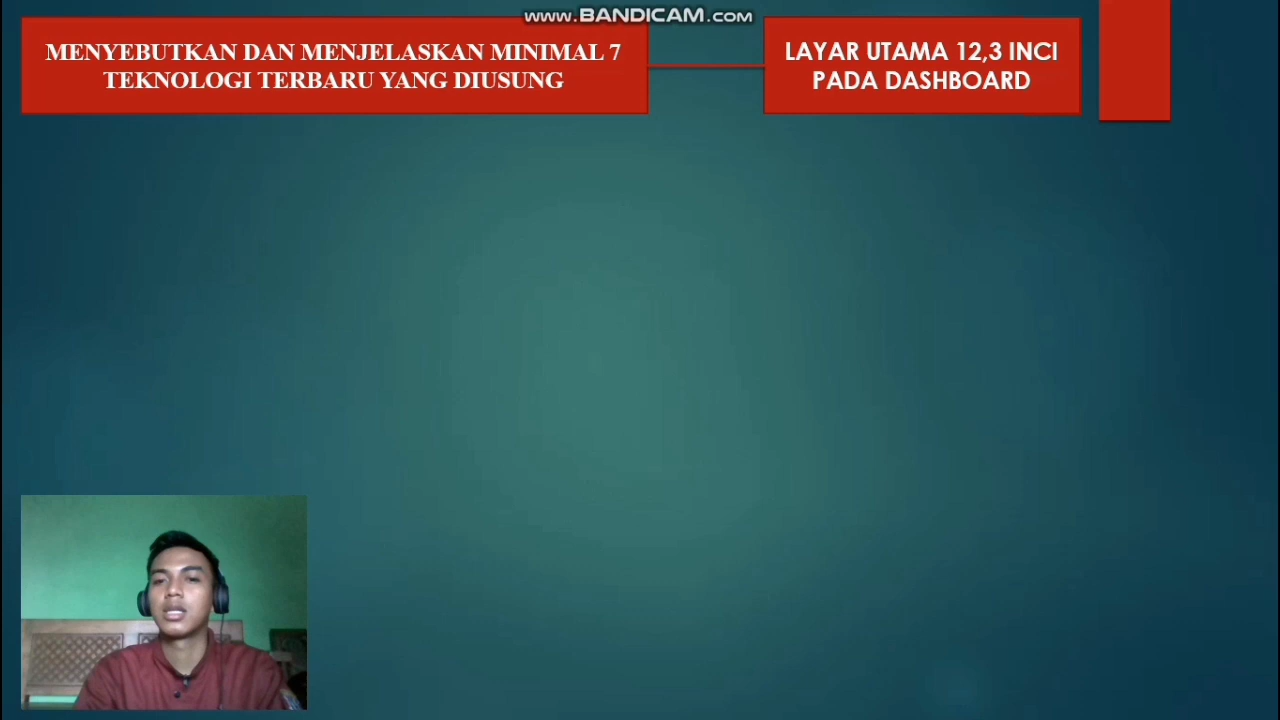 www.BANDICAM.com
MENYEBUTKAN DAN MENJELASKAN MINIMAL 7
TEKNOLOGI TERBARU YANG DIUSUNG
LAYAR UTAMA 12,3 INCI
PADA DASHBOARD